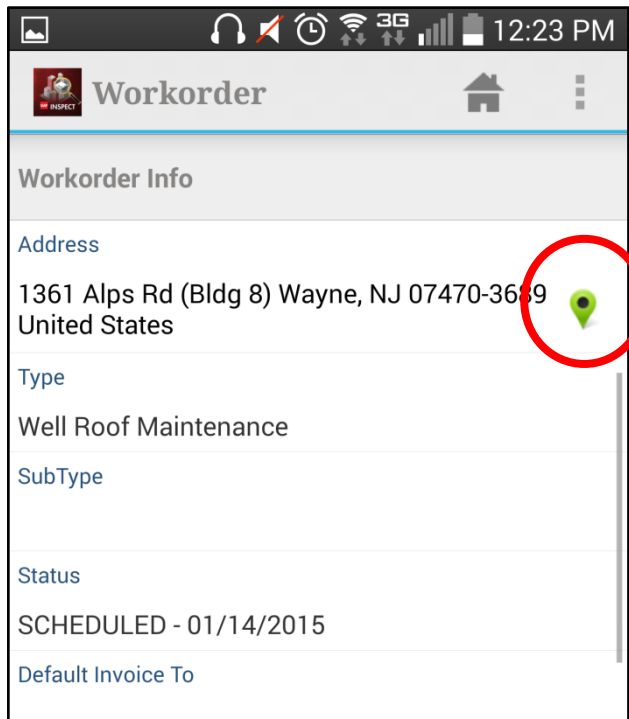 3G 12:23 PM
INSPECT Workorder
Workorder Info
Address
1361 Alps Rd (Bldg 8) Wayne, NJ 07470-3689
United States
Type
Well Roof Maintenance
SubType
Status
SCHEDULED - 01/14/2015
Default Invoice To